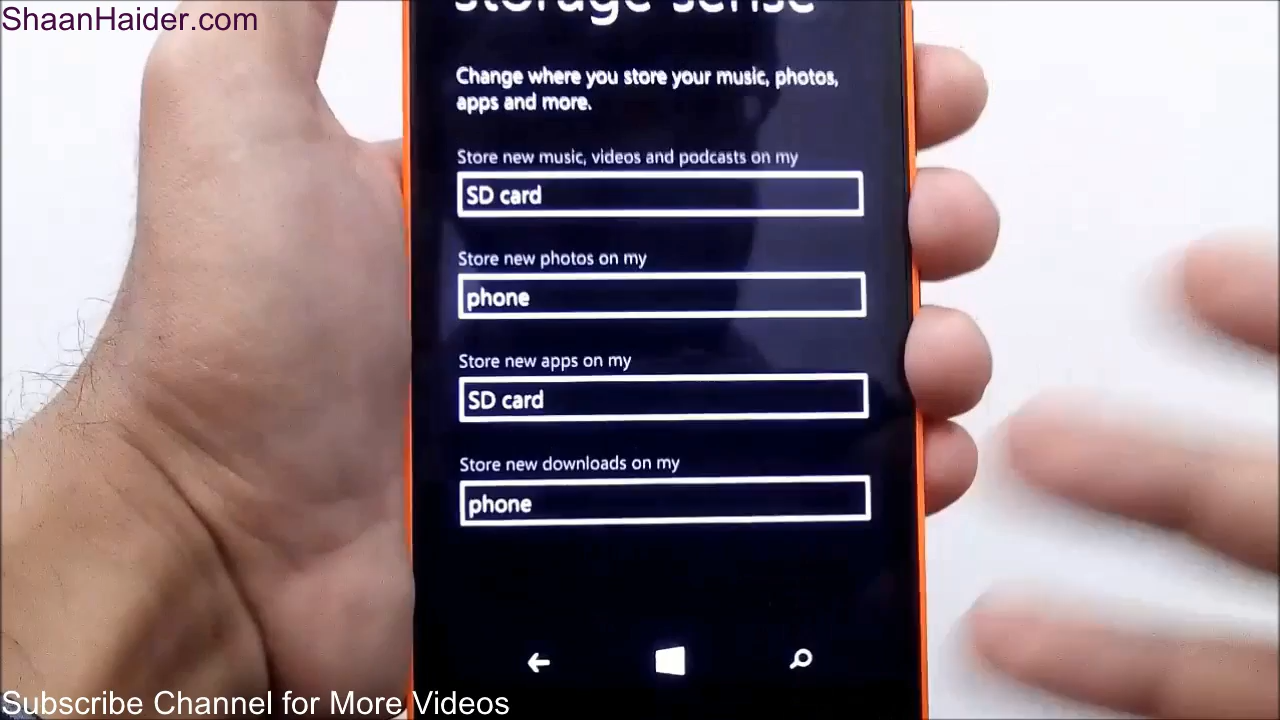 ShaanHaider.com
storage sense
Change where you store your music, photos,
apps and more.
Store new music, videos and podcasts on my
SD card
Store new photos on my
phone
Store new apps on my
SD card
Store new downloads on my
phone
Subscribe Channel for More Videos